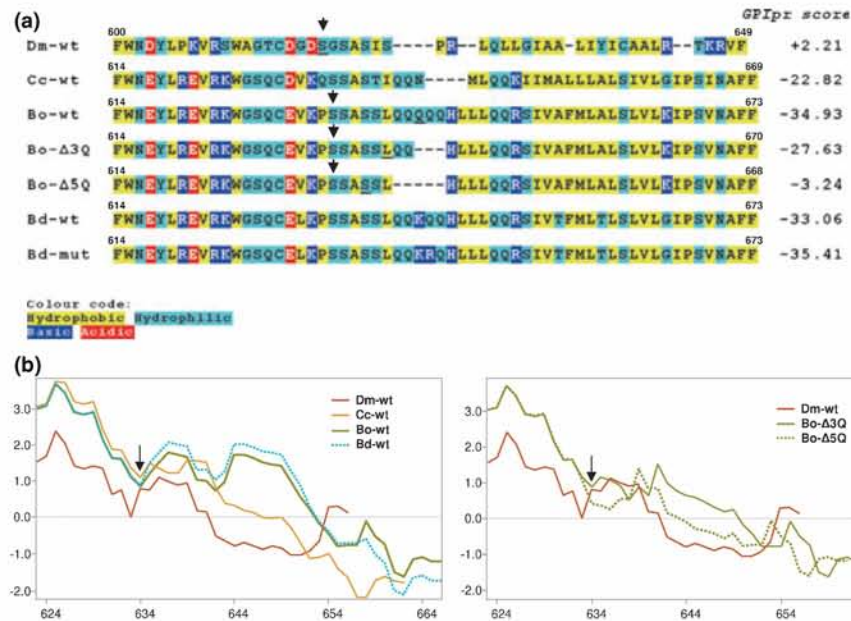 (a)
GPIpr score
600 649
Dm-wt FWNDYLPKVRSWAGTCDGDSGSASIS----PR--LQLLGIAA-LIYICAALR--TKRVF +2.21
614 669
Cc-wt FWNEYLREVRKWGSQCDVKQSSASTIQQN----MLQQKIIMALLLALSILVGIPSINAFF -22.82
614 673
Bo-wt FWNEYLREVRKWGSQCEVKPSSASSLQQQQQHLLLQQRSIVAFMLALSLVLKIPSVNAFF -34.93
614 670
Bo-Δ3Q FWNEYLREVRKWGSQCEVKPSSASSLQQ---HLLLQQRSIVAFMLALSLVLKIPSVNAFF -27.63
614 668
Bo-Δ5Q FWNEYLREVRKWGSQCEVKPSSASSL-----HLLLQQRSIVAFMLALSLVLKIPSVNAFF -3.24
614 673
Bd-wt FWNEYLREVRKWGSQCELKPSSASSLQQKQQHLLLQQRSIVTFMLTLSLVLGIPSVNAFF -33.06
614 673
Bd-mut FWNEYLREVRKWGSQCELKPSSASSLQQKRQHLLLQQRSIVTFMLTLSLVLGIPSVNAFF -35.41
Colour code:
Hydrophobic Hydrophilic
Basic Acidic
(b)
3.0
2.0
1.0
0.0
-1.0
-2.0
624 634 644 654 664
Dm-wt
Cc-wt
Bo-wt
Bd-wt
3.0
2.0
1.0
0.0
-1.0
-2.0
624 634 644 654
Dm-wt
Bo-Δ3Q
Bo-Δ5Q